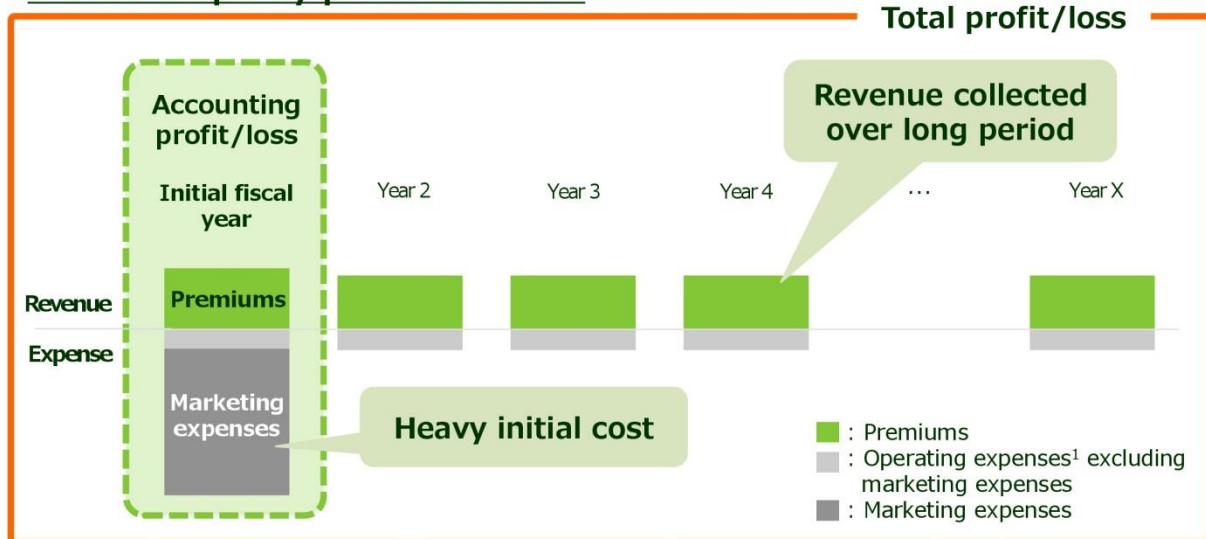 Total profit/loss
Accounting
profit/loss
Revenue collected
over long period
Initial fiscal
year
Year 2
Year 3
Year 4
...
Year X
Revenue
Premiums
Expense
Marketing
expenses
Heavy initial cost
: Premiums
: Operating expenses¹ excluding
marketing expenses
: Marketing expenses